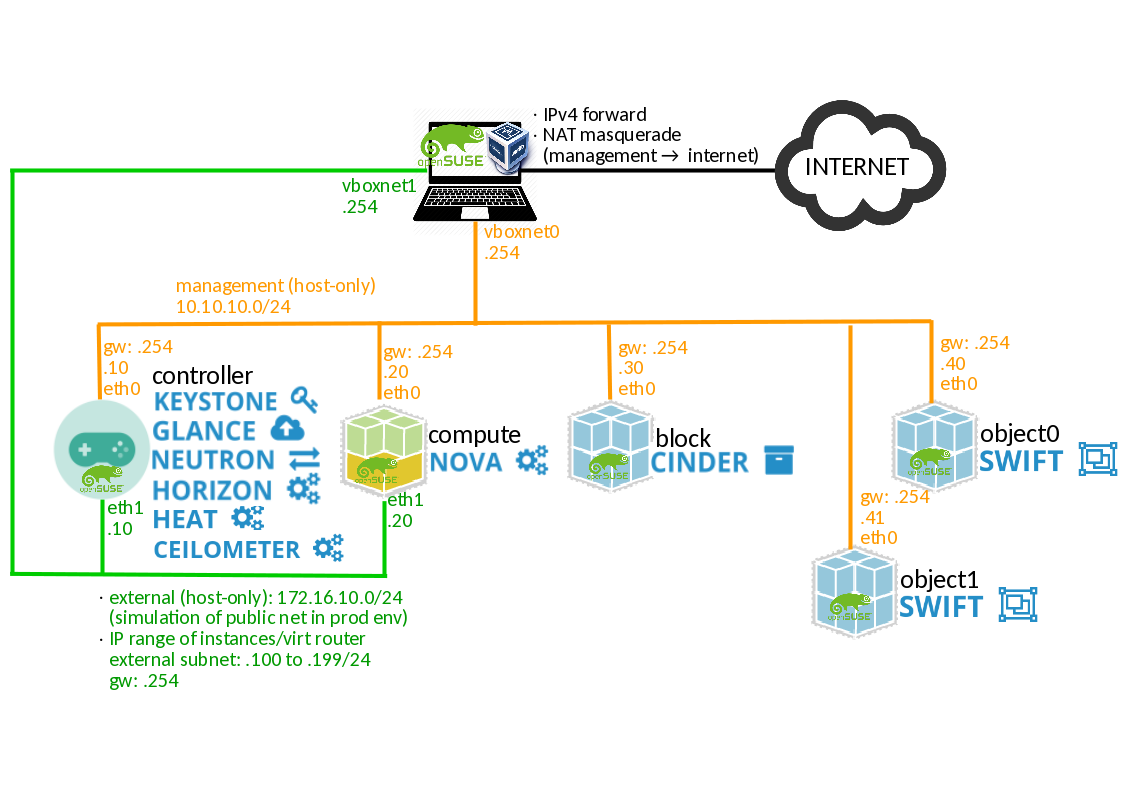 · IPv4 forward
· NAT masquerade
(management → internet)
INTERNET
openSUSE
vboxnet1
.254
vboxnet0
.254
management (host-only)
10.10.10.0/24
gw: .254
.10
eth0
controller
KEYSTONE
GLANCE
NEUTRON
HORIZON
HEAT
CEILOMETER
openSUSE
eth1
.10
gw: .254
.20
eth0
compute
NOVA
openSUSE
eth1
.20
gw: .254
.30
eth0
block
CINDER
openSUSE
gw: .254
.40
eth0
object0
SWIFT
openSUSE
gw: .254
.41
eth0
object1
SWIFT
openSUSE
· external (host-only): 172.16.10.0/24
(simulation of public net in prod env)
· IP range of instances/virt router
external subnet: .100 to .199/24
gw: .254